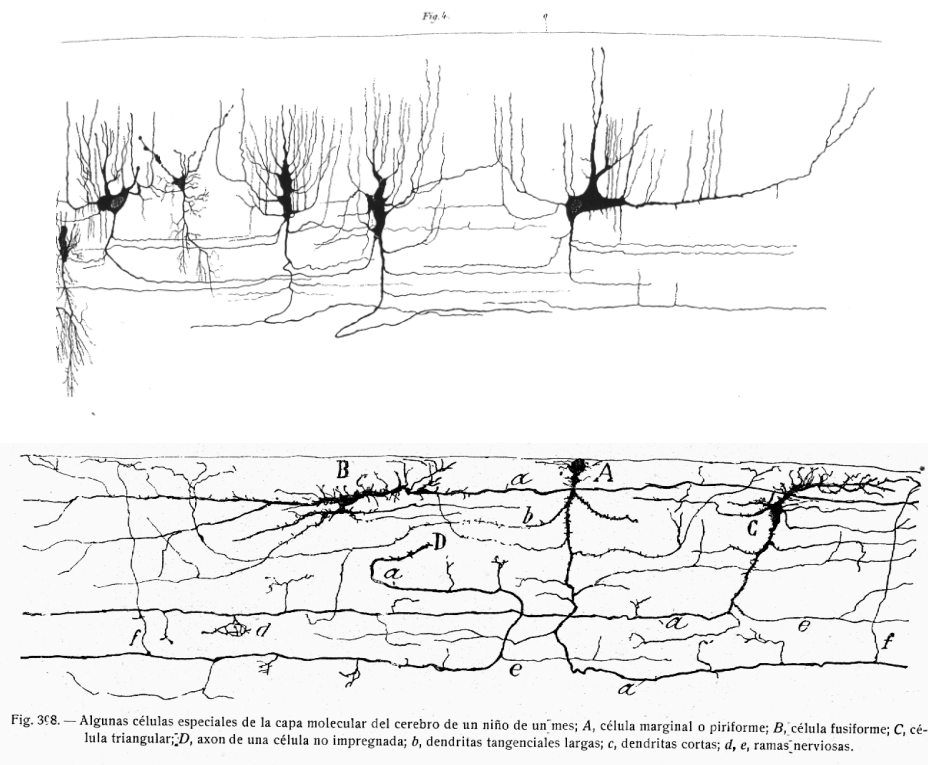 Fig. 4.
B
a
A
b
C
D
a
d
f
a
e
f
e
a
Fig. 398. — Algunas células especiales de la capa molecular del cerebro de un niño de un mes; A, célula marginal o piriforme; B, célula fusiforme; C, cé-
lula triangular; D, axon de una célula no impregnada; b, dendritas tangenciales largas; c, dendritas cortas; d, e, ramas nerviosas.